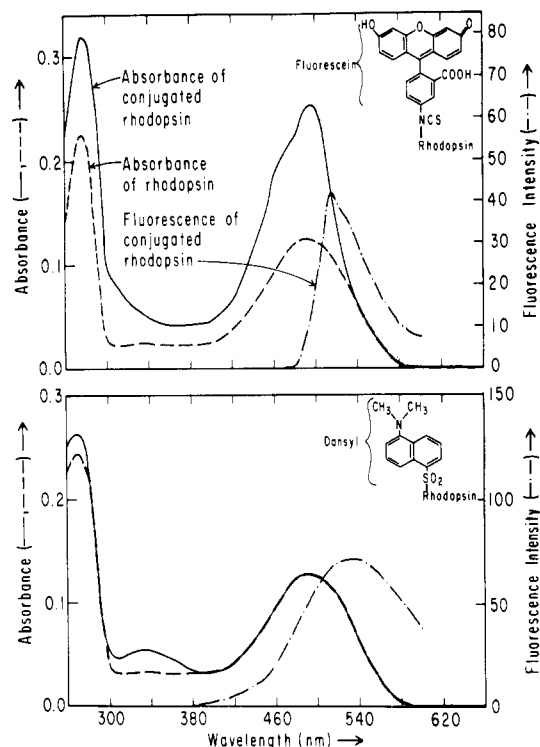 0.3
0.2
0.1
0.0
Absorbance (—, ---) →
Absorbance of
conjugated
rhodopsin
Absorbance
of rhodopsin
Fluorescence of
conjugated
rhodopsin
Fluorescein
HO
O
O
COOH
NCS
Rhodopsin
80
70
60
50
40
30
20
10
0
Fluorescence Intensity (—·—) →
0.3
0.2
0.1
0.0
Absorbance (—, ---) →
Dansyl
CH3 CH3
N
SO2
Rhodopsin
150
100
50
0
Fluorescence Intensity (—·—) →
300 380 460 540 620
Wavelength (nm) →